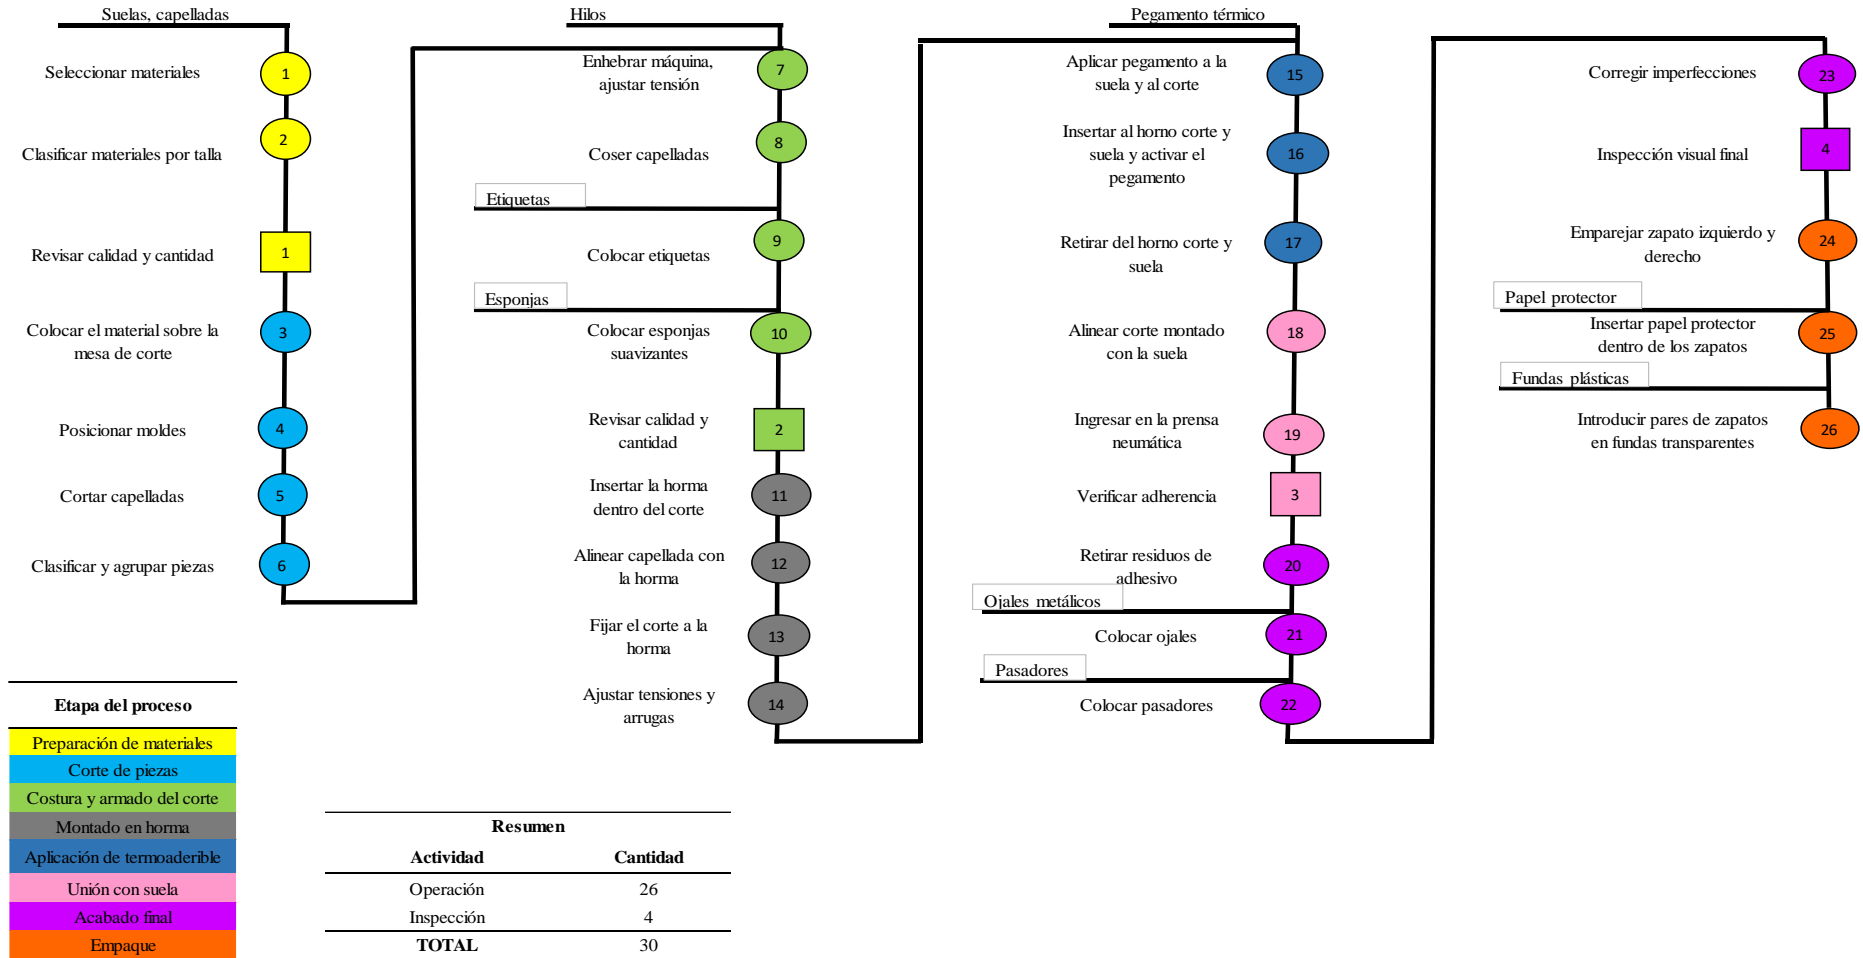 Suelas, capelladas
Seleccionar materiales
1
2
Clasificar materiales por talla
Revisar calidad y cantidad
1
Colocar el material sobre la
mesa de corte
3
Posicionar moldes
4
Cortar capelladas
5
Clasificar y agrupar piezas
6
Hilos
Enhebrar máquina,
ajustar tensión
7
Coser capelladas
8
Etiquetas
Colocar etiquetas
9
Esponjas
Colocar esponjas
suavizantes
10
Revisar calidad y
cantidad
2
Insertar la horma
dentro del corte
11
Alinear capellada con
la horma
12
Fijar el corte a la
horma
13
Ajustar tensiones y
arrugas
14
Pegamento térmico
Aplicar pegamento a la
suela y al corte
15
Insertar al horno corte y
suela y activar el
pegamento
16
Retirar del horno corte y
suela
17
Alinear corte montado
con la suela
18
Ingresar en la prensa
neumática
19
Verificar adherencia
3
Retirar residuos de
adhesivo
20
Ojales metálicos
Colocar ojales
21
Pasadores
Colocar pasadores
22
Corregir imperfecciones
23
Inspección visual final
4
Emparejar zapato izquierdo y
derecho
24
Papel protector
Insertar papel protector
dentro de los zapatos
25
Fundas plásticas
Introducir pares de zapatos
en fundas transparentes
26
Etapa del proceso
Preparación de materiales
Corte de piezas
Costura y armado del corte
Montado en horma
Aplicación de termoaderible
Unión con suela
Acabado final
Empaque
Resumen
Actividad Cantidad
Operación 26
Inspección 4
TOTAL 30